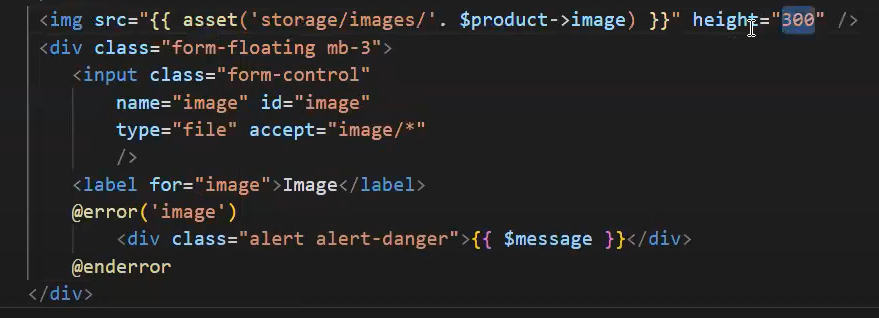 <img src="{{ asset('storage/images/'. $product->image) }}" height="300" />
<div class="form-floating mb-3">
<input class="form-control"
name="image" id="image"
type="file" accept="image/*"
/>
<label for="image">Image</label>
@error('image')
<div class="alert alert-danger">{{ $message }}</div>
@enderror
</div>